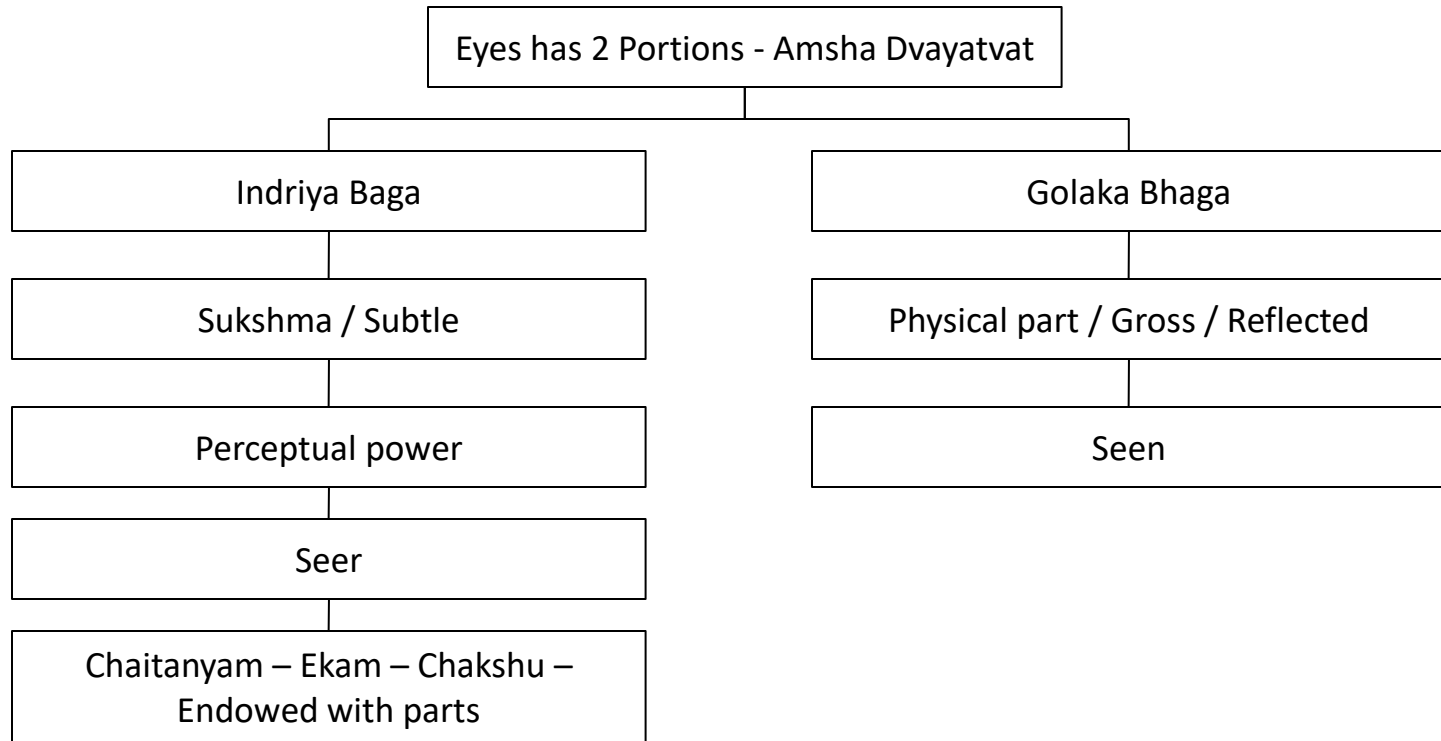 Eyes has 2 Portions - Amsha Dvayatvat
Indriya Baga
Golaka Bhaga
Sukshma / Subtle
Physical part / Gross / Reflected
Perceptual power
Seen
Seer
Chaitanyam – Ekam – Chakshu –
Endowed with parts